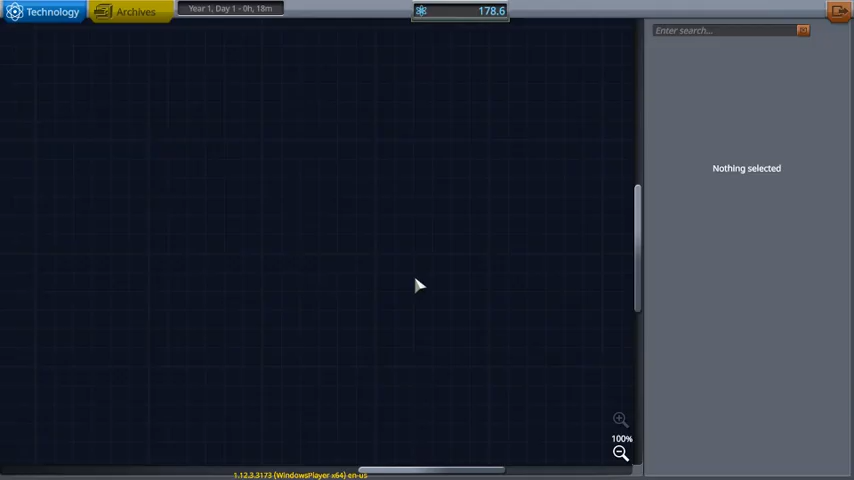 Technology
Archives
Year 1, Day 1 - 0h, 18m
178.6
Enter search...
Nothing selected
100%
1.12.3.3173 (WindowsPlayer x64) en-us